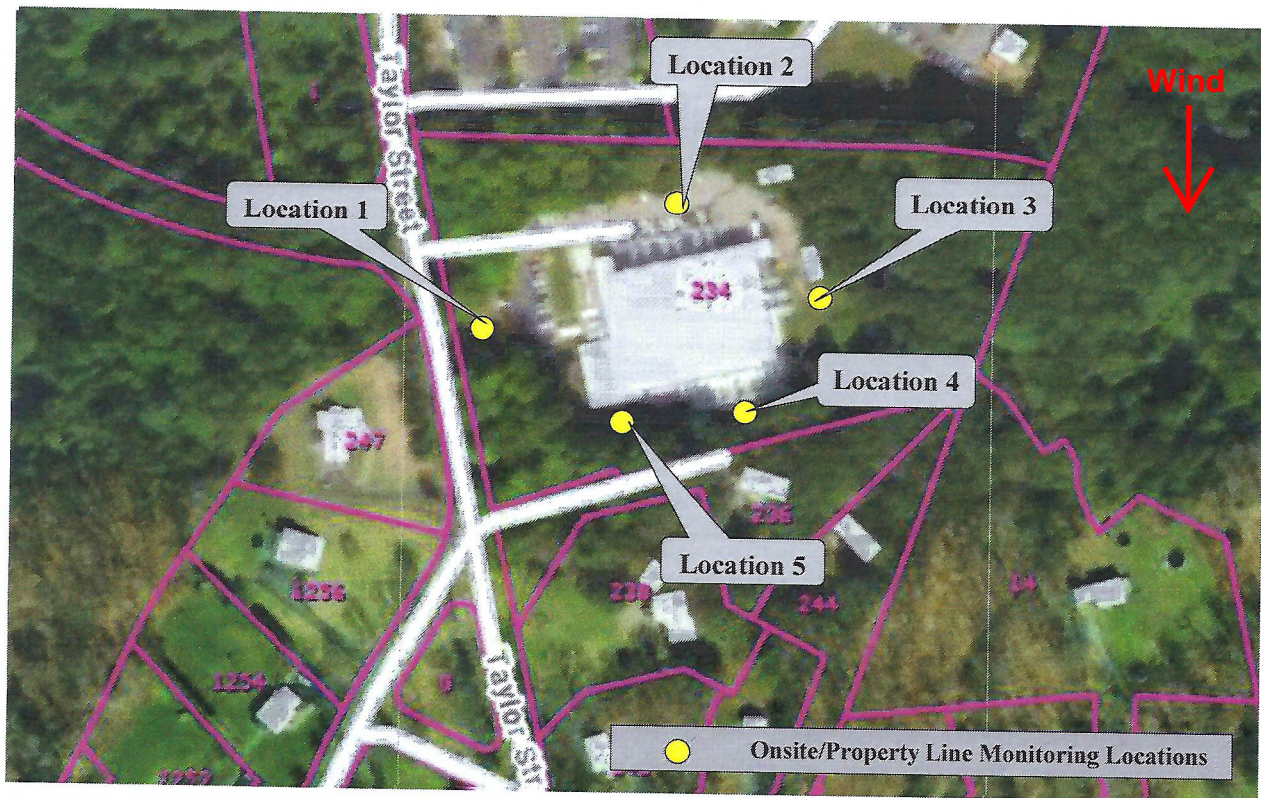 Location 2
Wind
Taylor Street
Location 1
Location 3
234
Location 4
247
236
Location 5
1256
238
244
14
1254
Taylor Str
Onsite/Property Line Monitoring Locations